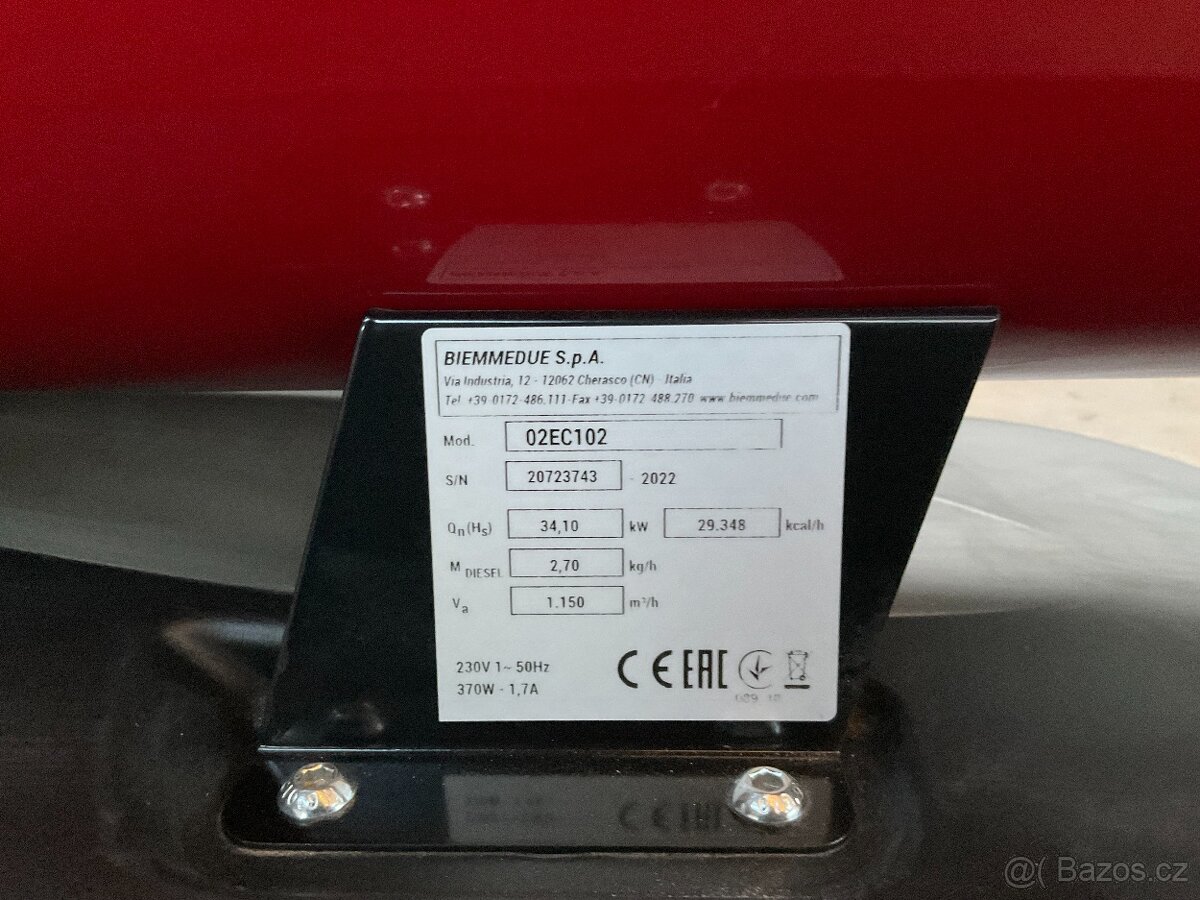 BIEMMEDUE S.p.A.
Via Industria, 12 - 12062 Cherasco (CN) - Italia
Tel. +39-0172-486.111-Fax +39-0172-488.270 www.biemmedue.com
Mod. 02EC102
S/N 20723743 - 2022
Qn(Hs) 34,10 kW 29.348 kcal/h
M DIESEL 2,70 kg/h
Va 1.150 m³/h
230V 1~ 50Hz
370W - 1,7A
CE EAC
@( Bazos.cz